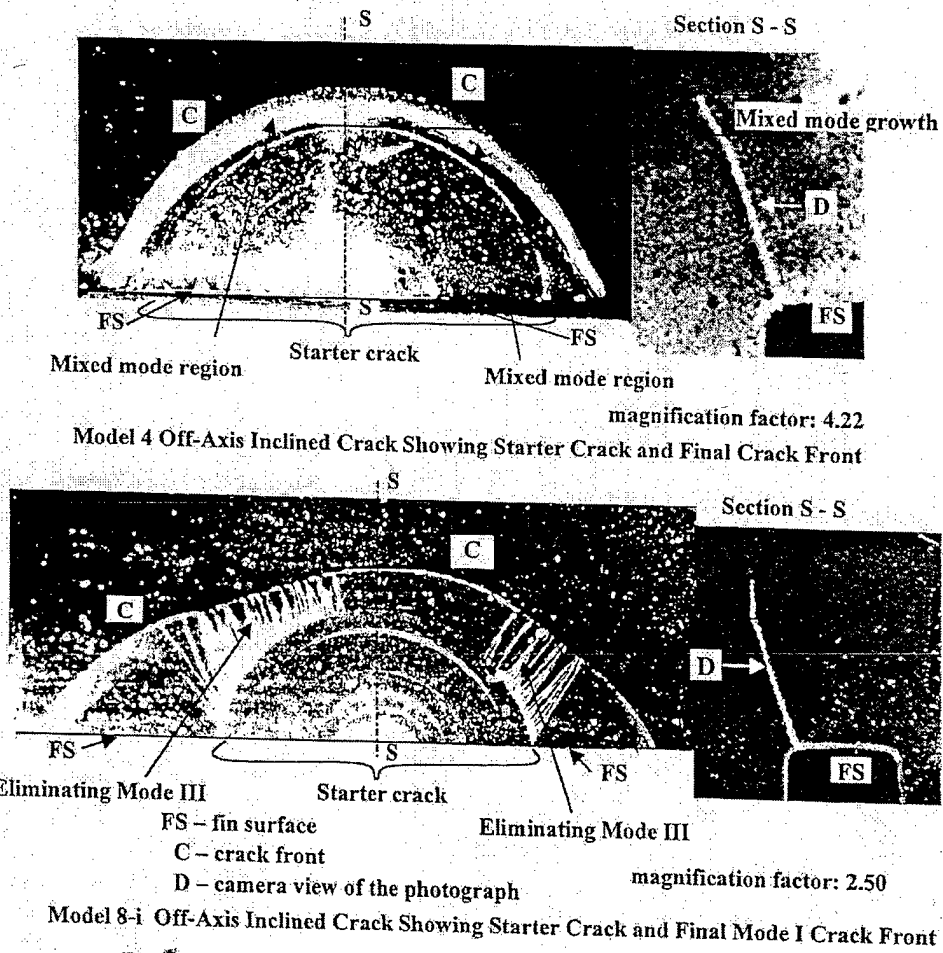 S
Section S - S
C
C
Mixed mode growth
D
FS
S
FS
FS
Starter crack
Mixed mode region
Mixed mode region
magnification factor: 4.22
Model 4 Off-Axis Inclined Crack Showing Starter Crack and Final Crack Front
S
Section S - S
C
C
D
FS
S
FS
FS
Eliminating Mode III
Starter crack
Eliminating Mode III
FS – fin surface
C – crack front
D – camera view of the photograph
magnification factor: 2.50
Model 8-i Off-Axis Inclined Crack Showing Starter Crack and Final Mode I Crack Front